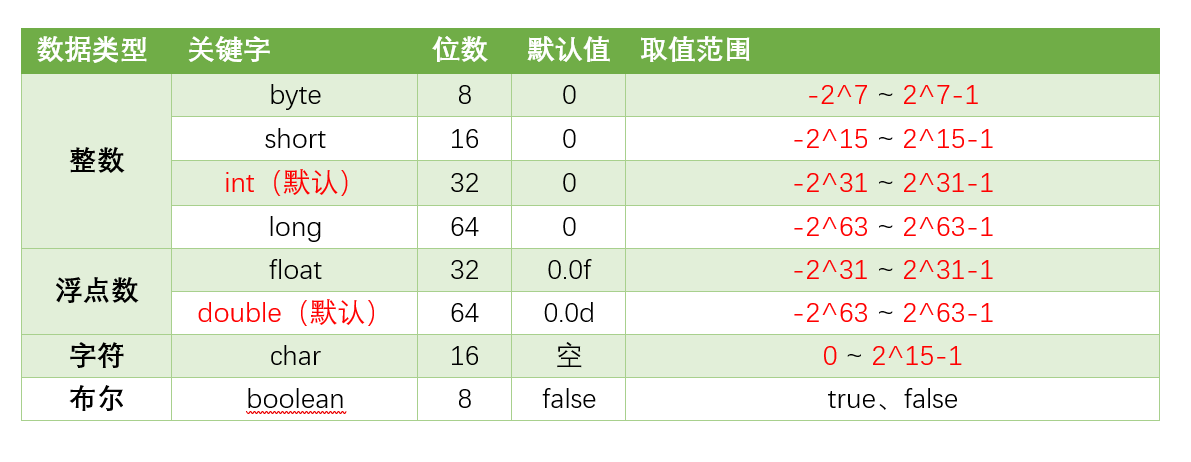 数据类型 关键字 位数 默认值 取值范围
整数 byte 8 0 -2^7 ~ 2^7-1
short 16 0 -2^15 ~ 2^15-1
int（默认） 32 0 -2^31 ~ 2^31-1
long 64 0 -2^63 ~ 2^63-1
浮点数 float 32 0.0f -2^31 ~ 2^31-1
double（默认） 64 0.0d -2^63 ~ 2^63-1
字符 char 16 空 0 ~ 2^15-1
布尔 boolean 8 false true、false